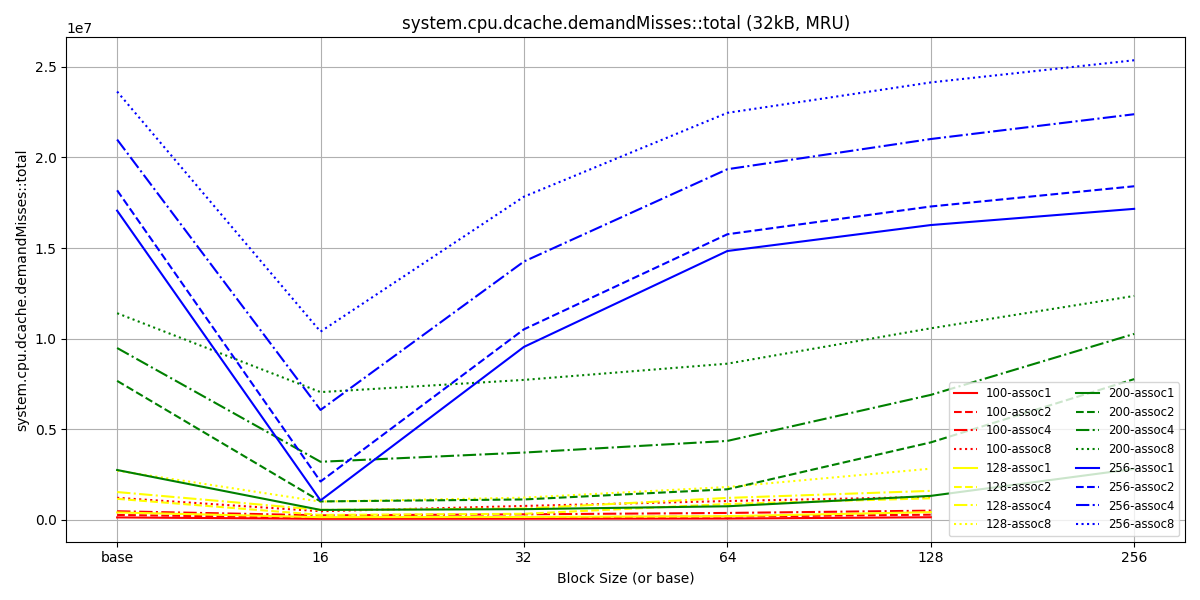 system.cpu.dcache.demandMisses::total (32kB, MRU)
1e7
2.5
2.0
1.5
1.0
0.5
0.0
system.cpu.dcache.demandMisses::total
base 16 32 64 128 256
Block Size (or base)
100-assoc1 200-assoc1
100-assoc2 200-assoc2
100-assoc4 200-assoc4
100-assoc8 200-assoc8
128-assoc1 256-assoc1
128-assoc2 256-assoc2
128-assoc4 256-assoc4
128-assoc8 256-assoc8